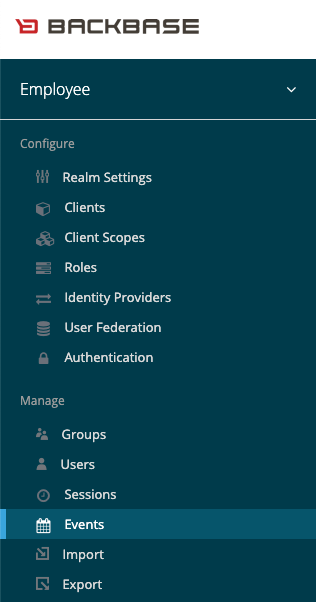 BACKBASE
Employee
Configure
Realm Settings
Clients
Client Scopes
Roles
Identity Providers
User Federation
Authentication
Manage
Groups
Users
Sessions
Events
Import
Export